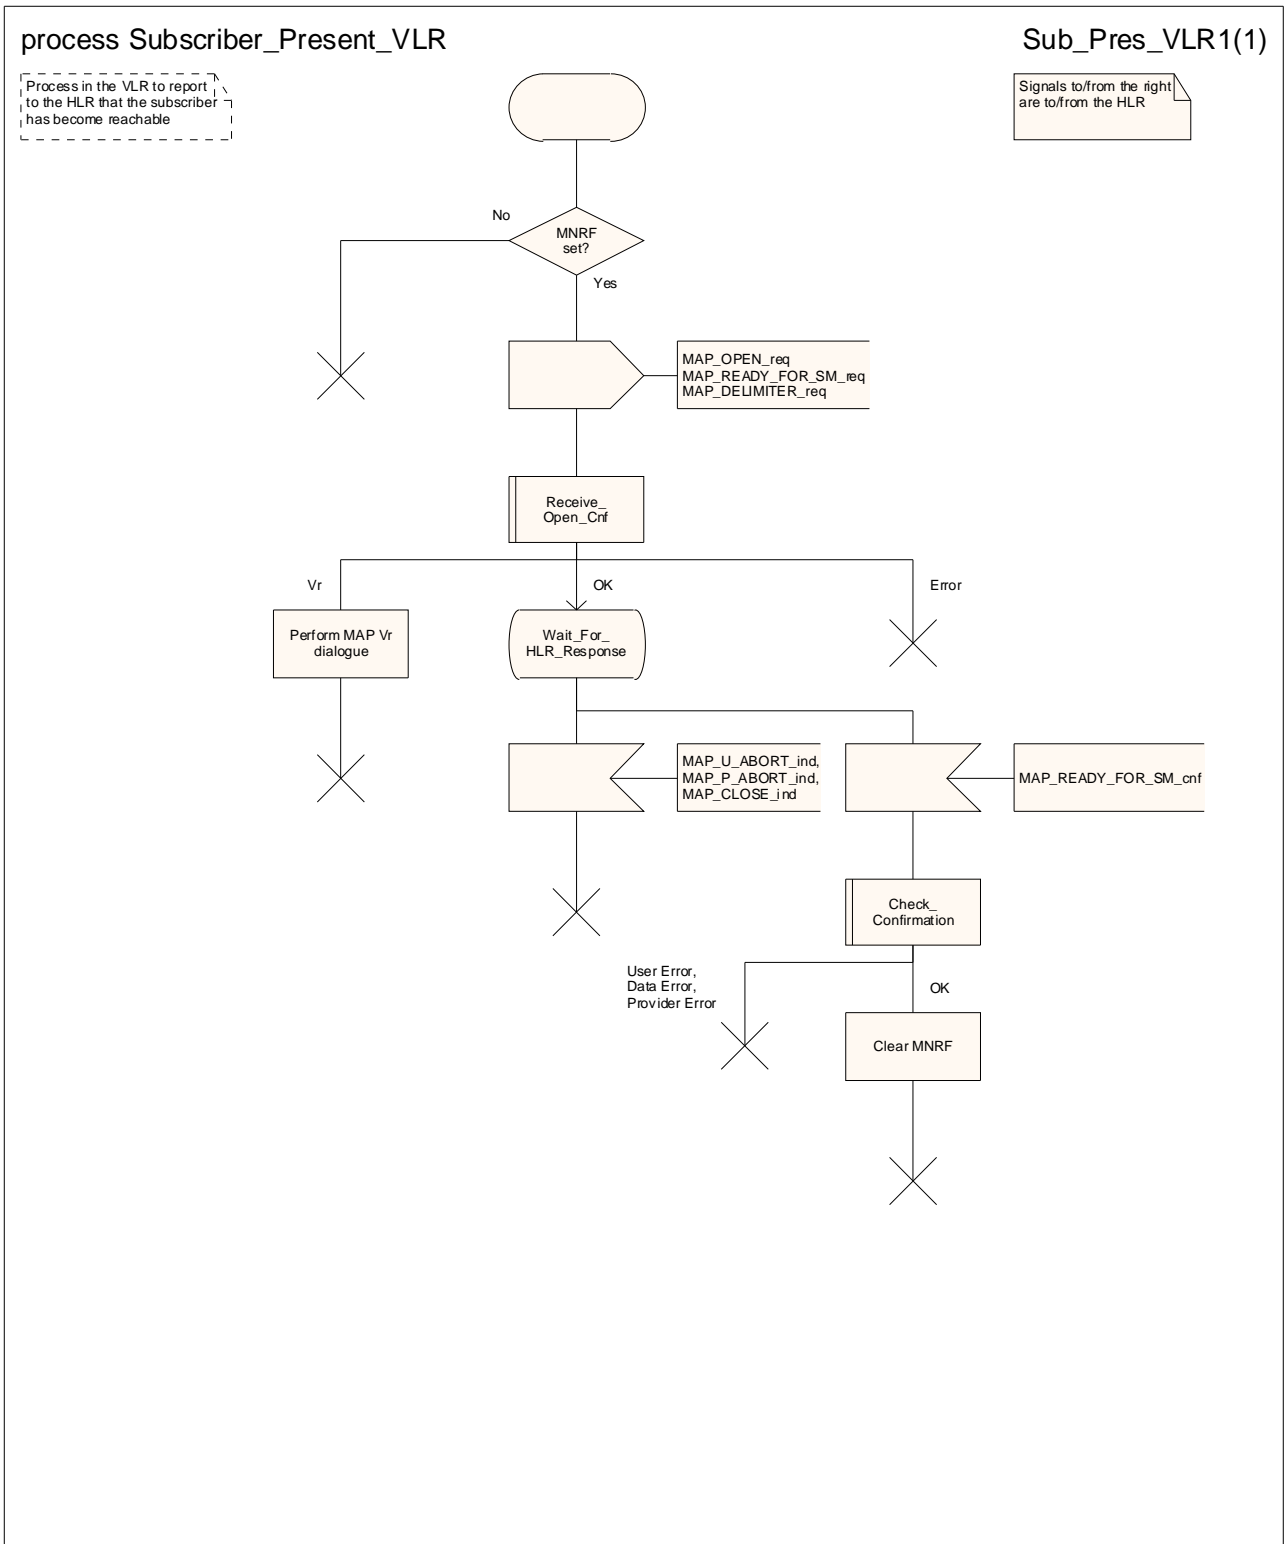 process Subscriber_Present_VLR
Sub_Pres_VLR1(1)
Process in the VLR to report
to the HLR that the subscriber
has become reachable
Signals to/from the right
are to/from the HLR
No
MNRF
set?
Yes
MAP_OPEN_req
MAP_READY_FOR_SM_req
MAP_DELIMITER_req
Receive_
Open_Cnf
Vr
OK
Error
Perform MAP Vr
dialogue
Wait_For_
HLR_Response
MAP_U_ABORT_ind,
MAP_P_ABORT_ind,
MAP_CLOSE_ind
MAP_READY_FOR_SM_cnf
Check_
Confirmation
User Error,
Data Error,
Provider Error
OK
Clear MNRF